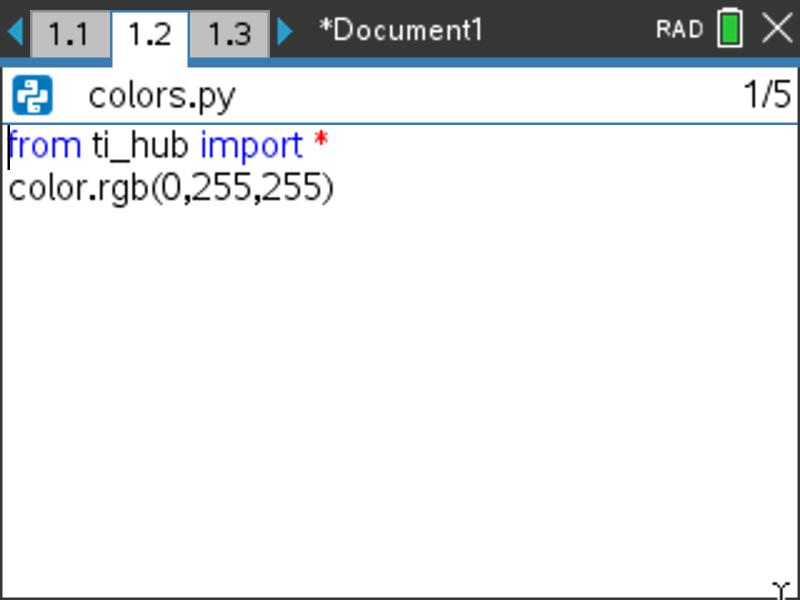 1.1 1.2 1.3 *Document1 RAD
colors.py 1/5
from ti_hub import *
color.rgb(0,255,255)